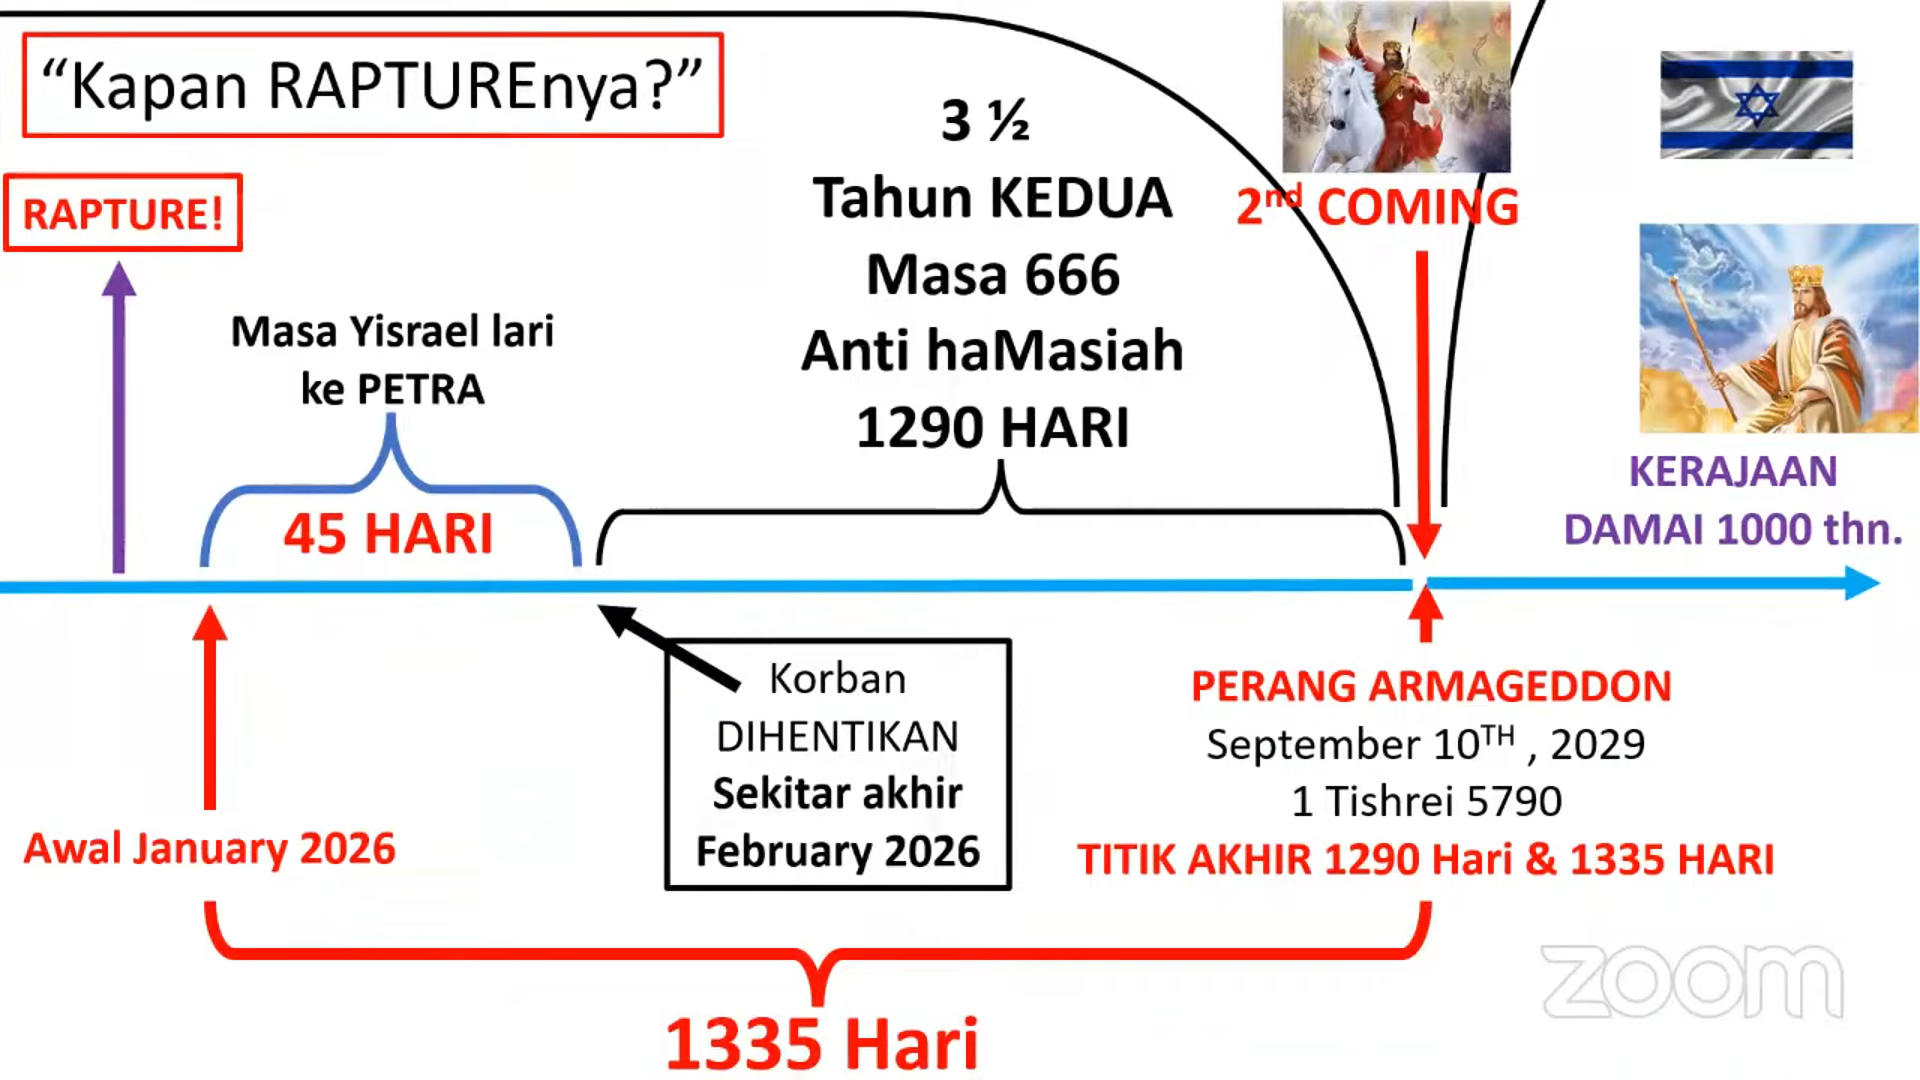 “Kapan RAPTUREnya?”
RAPTURE!
Masa Yisrael lari
ke PETRA
45 HARI
3 ½
Tahun KEDUA
Masa 666
Anti haMasiah
1290 HARI
2nd COMING
KERAJAAN
DAMAI 1000 thn.
Awal January 2026
Korban
DIHENTIKAN
Sekitar akhir
February 2026
PERANG ARMAGEDDON
September 10TH , 2029
1 Tishrei 5790
TITIK AKHIR 1290 Hari & 1335 HARI
1335 Hari
zoom